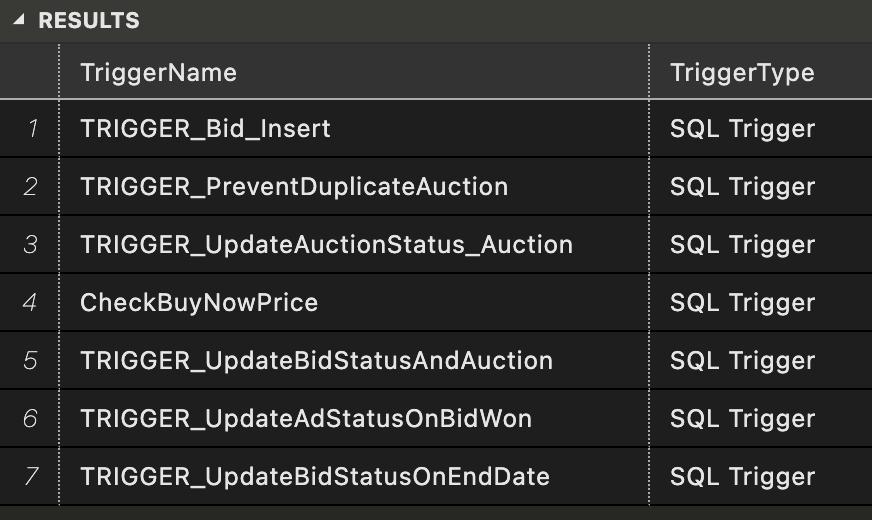 RESULTS
TriggerName TriggerType
1 TRIGGER_Bid_Insert SQL Trigger
2 TRIGGER_PreventDuplicateAuction SQL Trigger
3 TRIGGER_UpdateAuctionStatus_Auction SQL Trigger
4 CheckBuyNowPrice SQL Trigger
5 TRIGGER_UpdateBidStatusAndAuction SQL Trigger
6 TRIGGER_UpdateAdStatusOnBidWon SQL Trigger
7 TRIGGER_UpdateBidStatusOnEndDate SQL Trigger